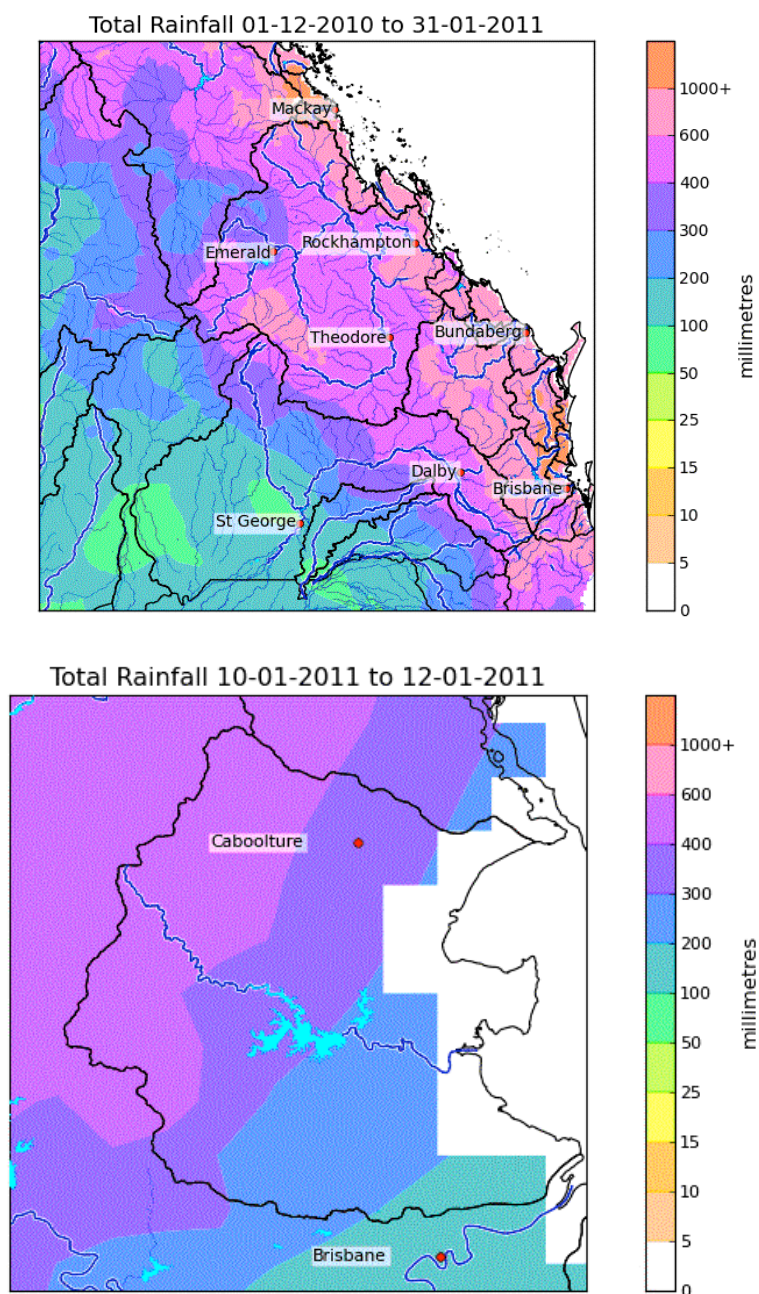 Total Rainfall 01-12-2010 to 31-01-2011
Mackay
Emerald
Rockhampton
Theodore
Bundaberg
Dalby
Brisbane
St George
1000+
600
400
300
200
100
50
25
15
10
5
0
millimetres
Total Rainfall 10-01-2011 to 12-01-2011
Caboolture
Brisbane
1000+
600
400
300
200
100
50
25
15
10
5
0
millimetres